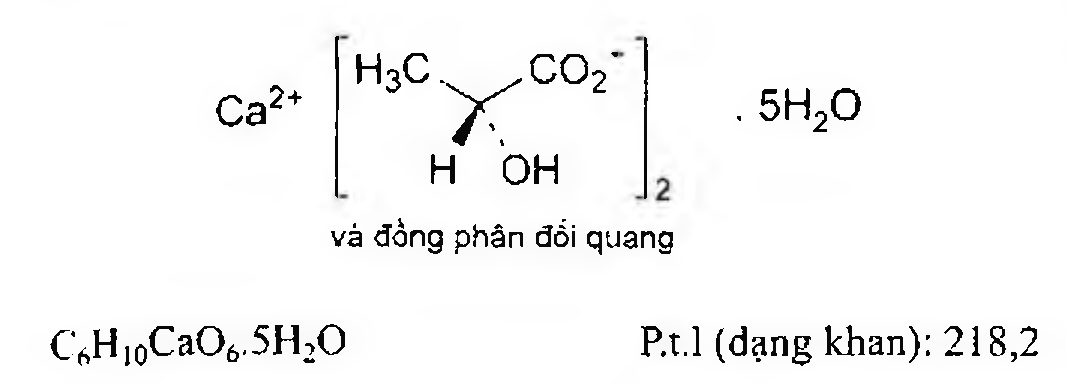 Ca²⁺ [ H₃C CO₂⁻ H OH ]₂ . 5H₂O
và đồng phân đối quang
C₆H₁₀CaO₆.5H₂O P.t.l (dạng khan): 218,2